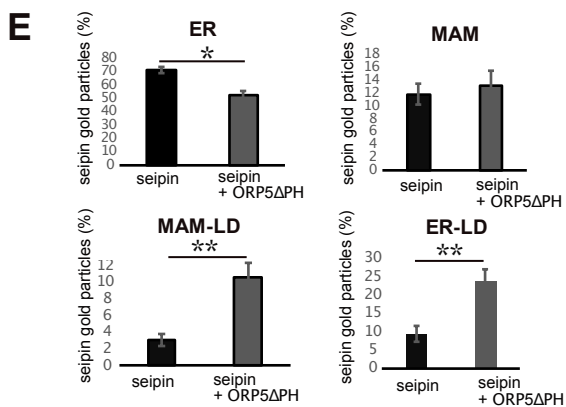 E
ER
seipin gold particles (%)
80
70
60
50
40
30
20
10
0
*
seipin
seipin
+ ORP5ΔPH
MAM
seipin gold particles (%)
18
16
14
12
10
8
6
4
2
0
seipin
seipin
+ ORP5ΔPH
MAM-LD
seipin gold particles (%)
12
10
8
6
4
2
0
**
seipin
seipin
+ ORP5ΔPH
ER-LD
seipin gold particles (%)
30
25
20
15
10
5
0
**
seipin
seipin
+ ORP5ΔPH